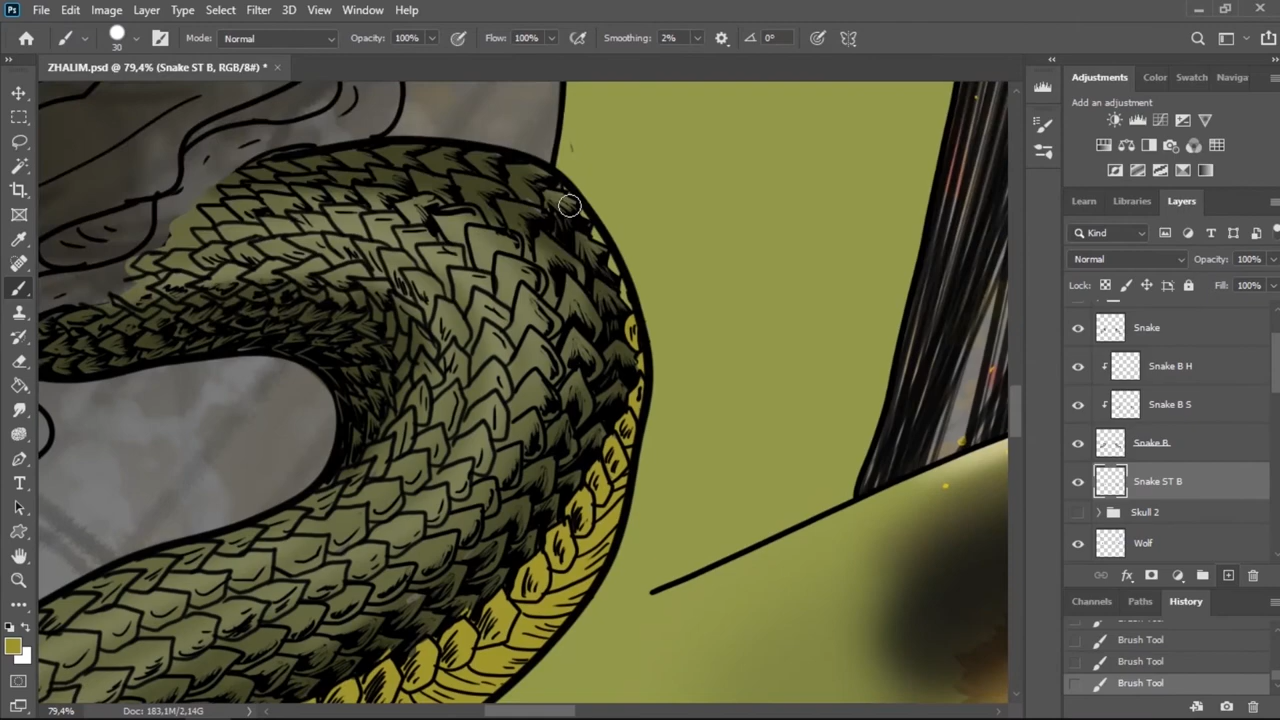 Ps File Edit Image Layer Type Select Filter 3D View Window Help
30 Mode: Normal Opacity: 100% Flow: 100% Smoothing: 2% 0°
ZHALIM.psd @ 79,4% (Snake ST B, RGB/8#) *
Adjustments Color Swatch Naviga
Add an adjustment
Learn Libraries Layers
Kind
Normal Opacity: 100%
Lock: Fill: 100%
Snake
Snake B H
Snake B S
Snake B
Snake ST B
Skull 2
Wolf
Channels Paths History
Brush Tool
Brush Tool
Brush Tool
79,4% Doc: 183,1M/2,14G